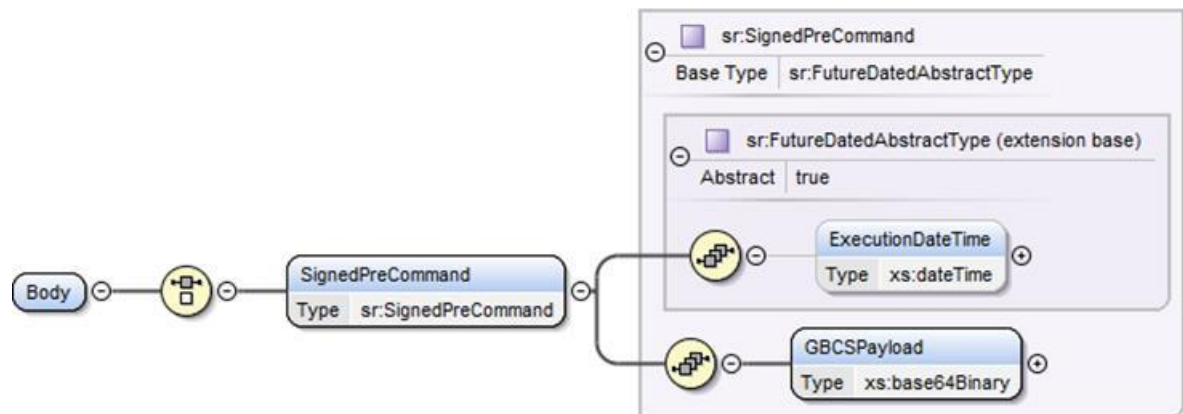 sr:SignedPreCommand
Base Type sr:FutureDatedAbstractType
sr:FutureDatedAbstractType (extension base)
Abstract true
ExecutionDateTime
Type xs:dateTime
Body
SignedPreCommand
Type sr:SignedPreCommand
GBCSPayload
Type xs:base64Binary